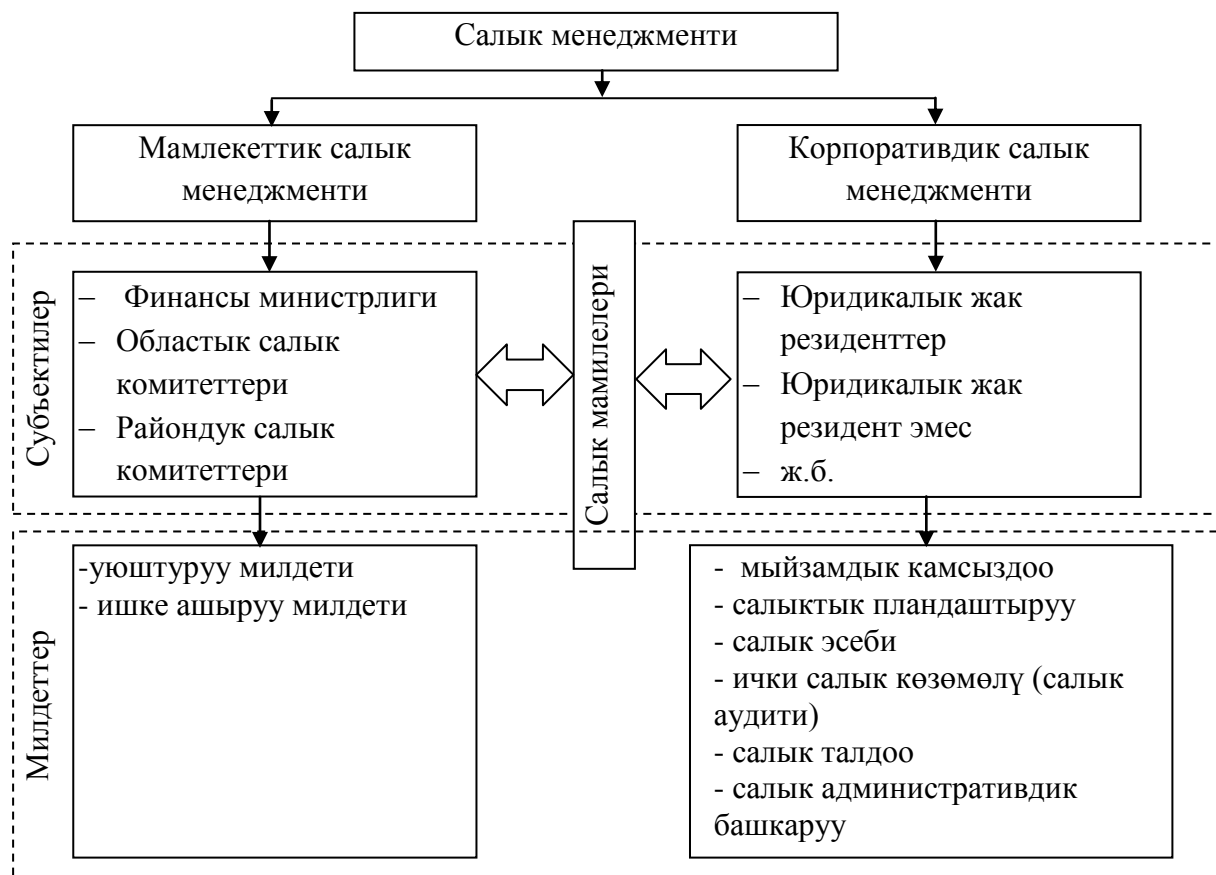 Салык менеджменти
Мамлекеттик салык
менеджменти
Корпоративдик салык
менеджменти
Субъектилер
– Финансы министрлиги
– Областык салык
комитеттери
– Райондук салык
комитеттери
Салык мамилелери
– Юридикалык жак
резиденттер
– Юридикалык жак
резидент эмес
– ж.б.
Милдеттер
-уюштуруу милдети
- ишке ашыруу милдети
- мыйзамдык камсыздоо
- салыктык пландаштыруу
- салык эсеби
- ички салык көзөмөлү (салык
аудити)
- салык талдоо
- салык административдик
башкаруу